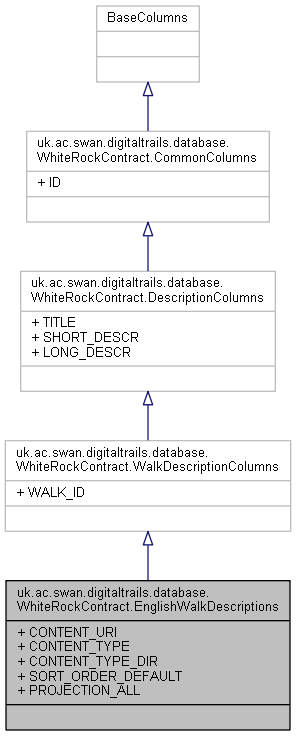 BaseColumns
uk.ac.swan.digitaltrails.database.
WhiteRockContract.CommonColumns
+ ID
uk.ac.swan.digitaltrails.database.
WhiteRockContract.DescriptionColumns
+ TITLE
+ SHORT_DESCR
+ LONG_DESCR
uk.ac.swan.digitaltrails.database.
WhiteRockContract.WalkDescriptionColumns
+ WALK_ID
uk.ac.swan.digitaltrails.database.
WhiteRockContract.EnglishWalkDescriptions
+ CONTENT_URI
+ CONTENT_TYPE
+ CONTENT_TYPE_DIR
+ SORT_ORDER_DEFAULT
+ PROJECTION_ALL